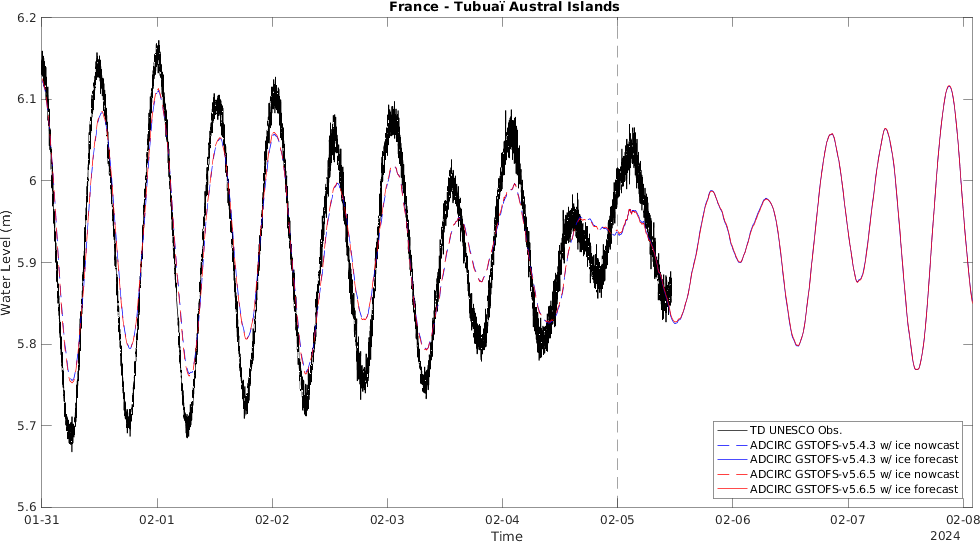 France - Tubuaï Austral Islands
Water Level (m)
6.2
6.1
6
5.9
5.8
5.7
5.6
TD UNESCO Obs.
ADCIRC GSTOFS-v5.4.3 w/ ice nowcast
ADCIRC GSTOFS-v5.4.3 w/ ice forecast
ADCIRC GSTOFS-v5.6.5 w/ ice nowcast
ADCIRC GSTOFS-v5.6.5 w/ ice forecast
01-31 02-01 02-02 02-03 02-04 02-05 02-06 02-07 02-08
Time
2024